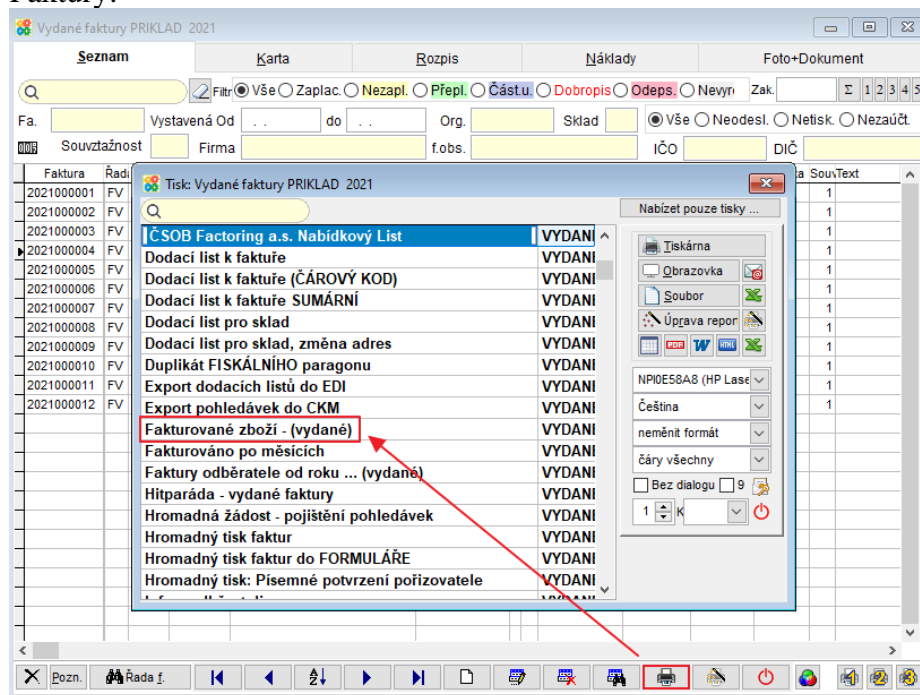 Faktury.
Vydané faktury PRIKLAD 2021
Seznam Karta Rozpis Náklady Foto+Dokument
Filtr Vše Zaplac. Nezapl. Přepl. Část.u. Dobropis Odeps. Nevyr Zak. Σ 1 2 3 4 5
Fa. Vystavená Od . . do . . Org. Sklad Vše Neodesl. Netisk. Nezaúčt.
Souvztažnost Firma f.obs. IČO DIČ
Faktura Řada Souv Text
2021000001 FV 1
2021000002 FV 1
2021000003 FV 1
2021000004 FV 1
2021000005 FV 1
2021000006 FV 1
2021000007 FV 1
2021000008 FV 1
2021000009 FV 1
2021000010 FV 1
2021000011 FV 1
2021000012 FV 1
Tisk: Vydané faktury PRIKLAD 2021
Nabízet pouze tisky ...
ČSOB Factoring a.s. Nabídkový List VYDANI
Dodací list k faktuře VYDANI
Dodací list k faktuře (ČÁROVÝ KOD) VYDANI
Dodací list k faktuře SUMÁRNÍ VYDANI
Dodací list pro sklad VYDANI
Dodací list pro sklad, změna adres VYDANI
Duplikát FISKÁLNÍHO paragonu VYDANI
Export dodacích listů do EDI VYDANI
Export pohledávek do CKM VYDANI
Fakturované zboží - (vydané) VYDANI
Fakturováno po měsících VYDANI
Faktury odběratele od roku ... (vydané) VYDANI
Hitparáda - vydané faktury VYDANI
Hromadná žádost - pojištění pohledávek VYDANI
Hromadný tisk faktur VYDANI
Hromadný tisk faktur do FORMULÁŘE VYDANI
Hromadný tisk: Písemné potvrzení pořizovatele VYDANI
Tiskárna
Obrazovka
Soubor
Úprava repor
PDF W HTML
NPI0E58A8 (HP Lase
Čeština
neměnit formát
čáry všechny
Bez dialogu 9
1 K
Pozn. Řada f.